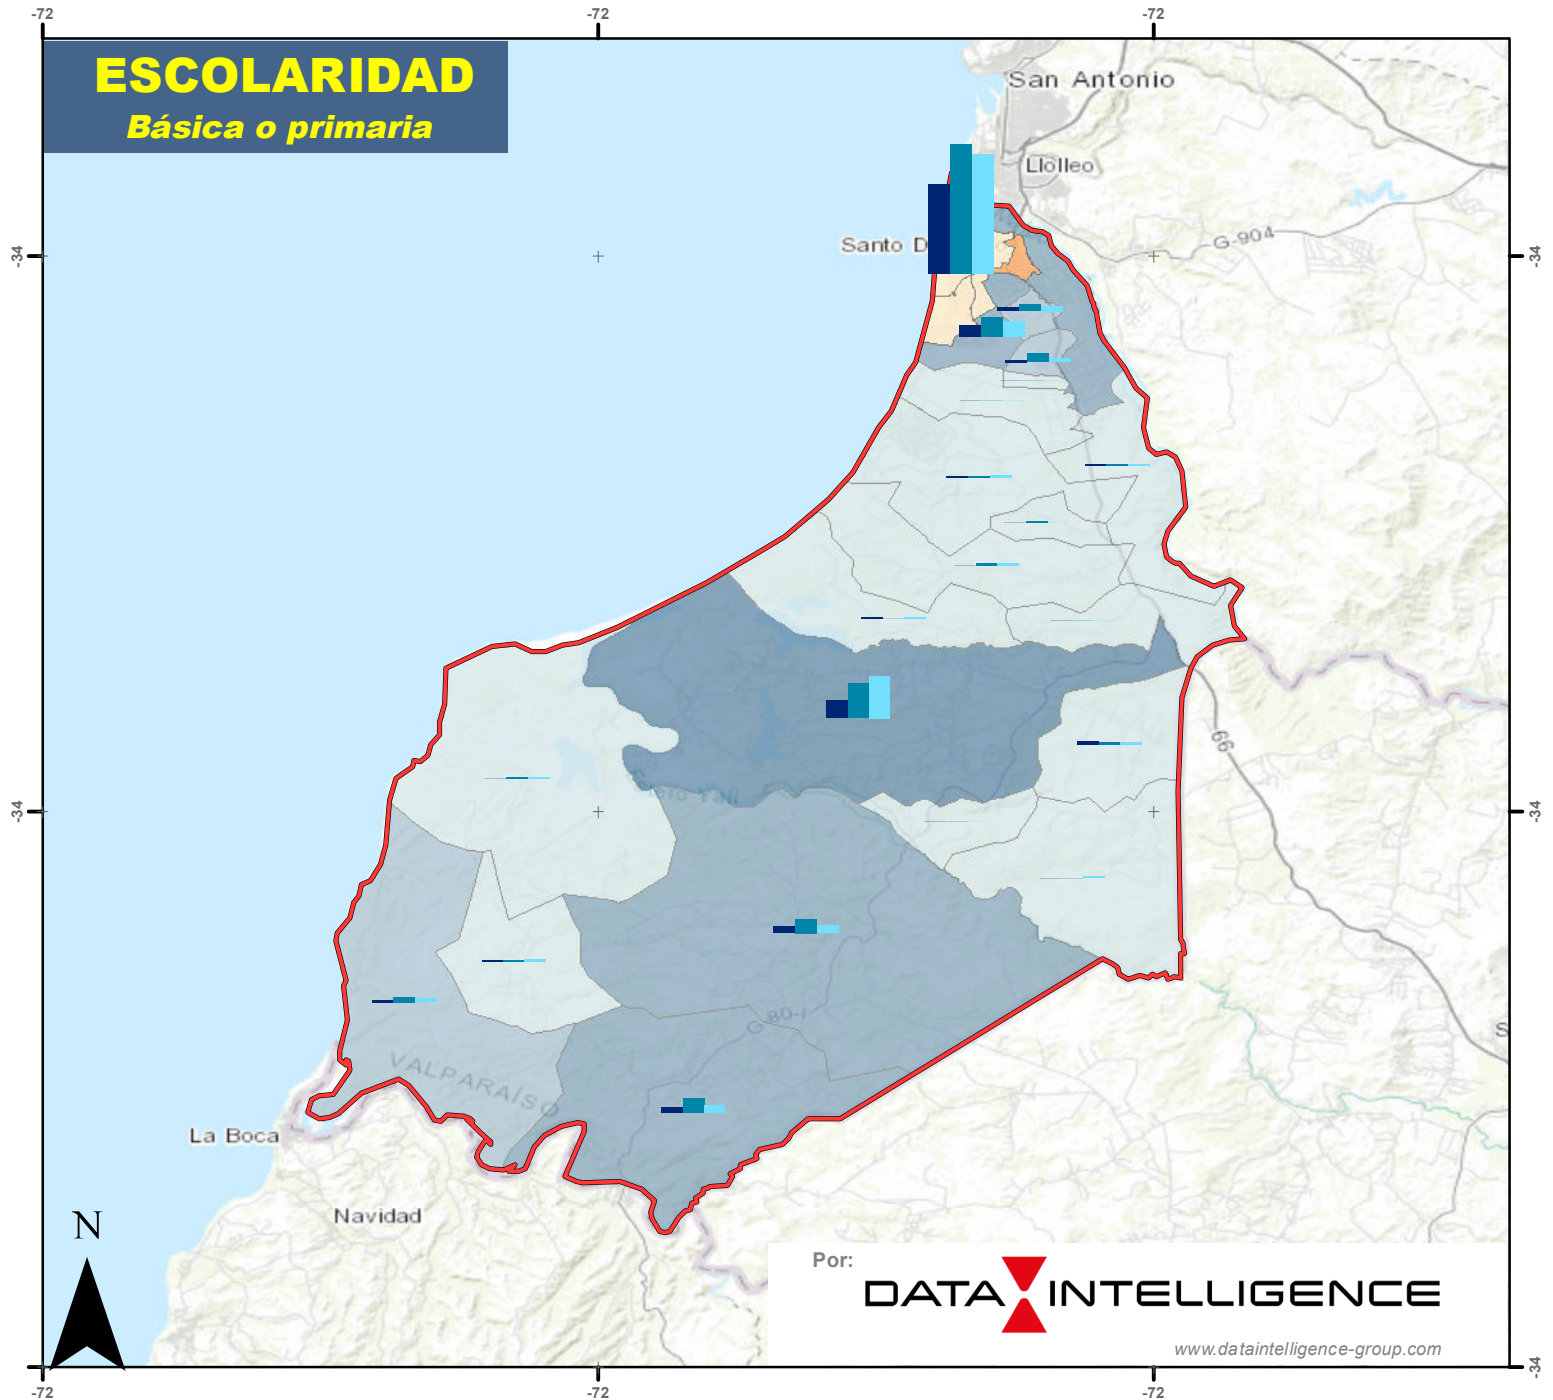 -72
-72
-72
ESCOLARIDAD
Básica o primaria
San Antonio
Llolleo
Santo D
G-904
-34
-34
66
-34
-34
G-80-I
S
VALPARAÍSO
La Boca
Navidad
N
Por:
DATA INTELLIGENCE
www.dataintelligence-group.com
-34
-72
-72
-72